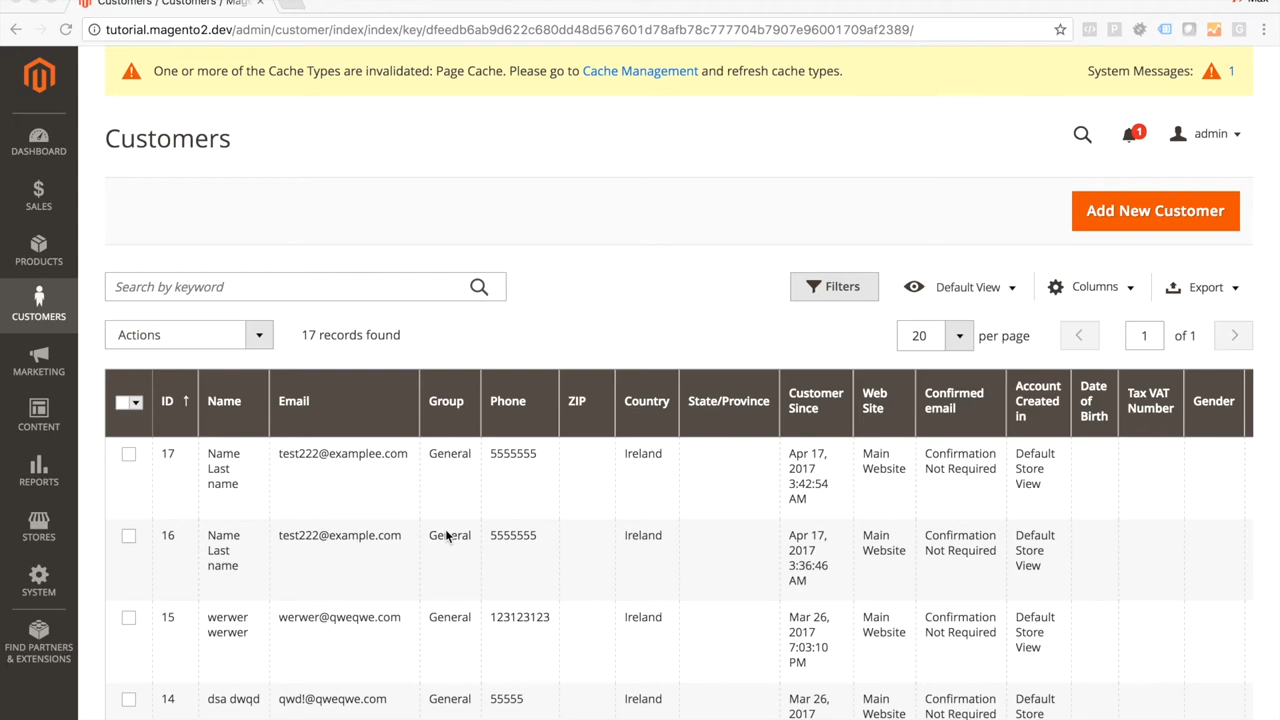 Customers / Customers / Mag
tutorial.magento2.dev/admin/customer/index/index/key/dfeedb6ab9d622c680dd48d567601d78afb78c777704b7907e96001709af2389/
One or more of the Cache Types are invalidated: Page Cache. Please go to Cache Management and refresh cache types.
System Messages: 1
Customers
1
admin
DASHBOARD
SALES
PRODUCTS
CUSTOMERS
MARKETING
CONTENT
REPORTS
STORES
SYSTEM
FIND PARTNERS
& EXTENSIONS
Add New Customer
Search by keyword
Filters
Default View
Columns
Export
Actions
17 records found
20 per page
1 of 1
ID ↑ Name Email Group Phone ZIP Country State/Province Customer Since Web Site Confirmed email Account Created in Date of Birth Tax VAT Number Gender
17 Name Last name test222@examplee.com General 5555555 Ireland Apr 17, 2017 3:42:54 AM Main Website Confirmation Not Required Default Store View
16 Name Last name test222@example.com General 5555555 Ireland Apr 17, 2017 3:36:46 AM Main Website Confirmation Not Required Default Store View
15 werwer werwer werwer@qweqwe.com General 123123123 Ireland Mar 26, 2017 7:03:10 PM Main Website Confirmation Not Required Default Store View
14 dsa dwqd qwd!@qweqwe.com General 55555 Ireland Mar 26, 2017 Main Website Confirmation Not Required Default Store